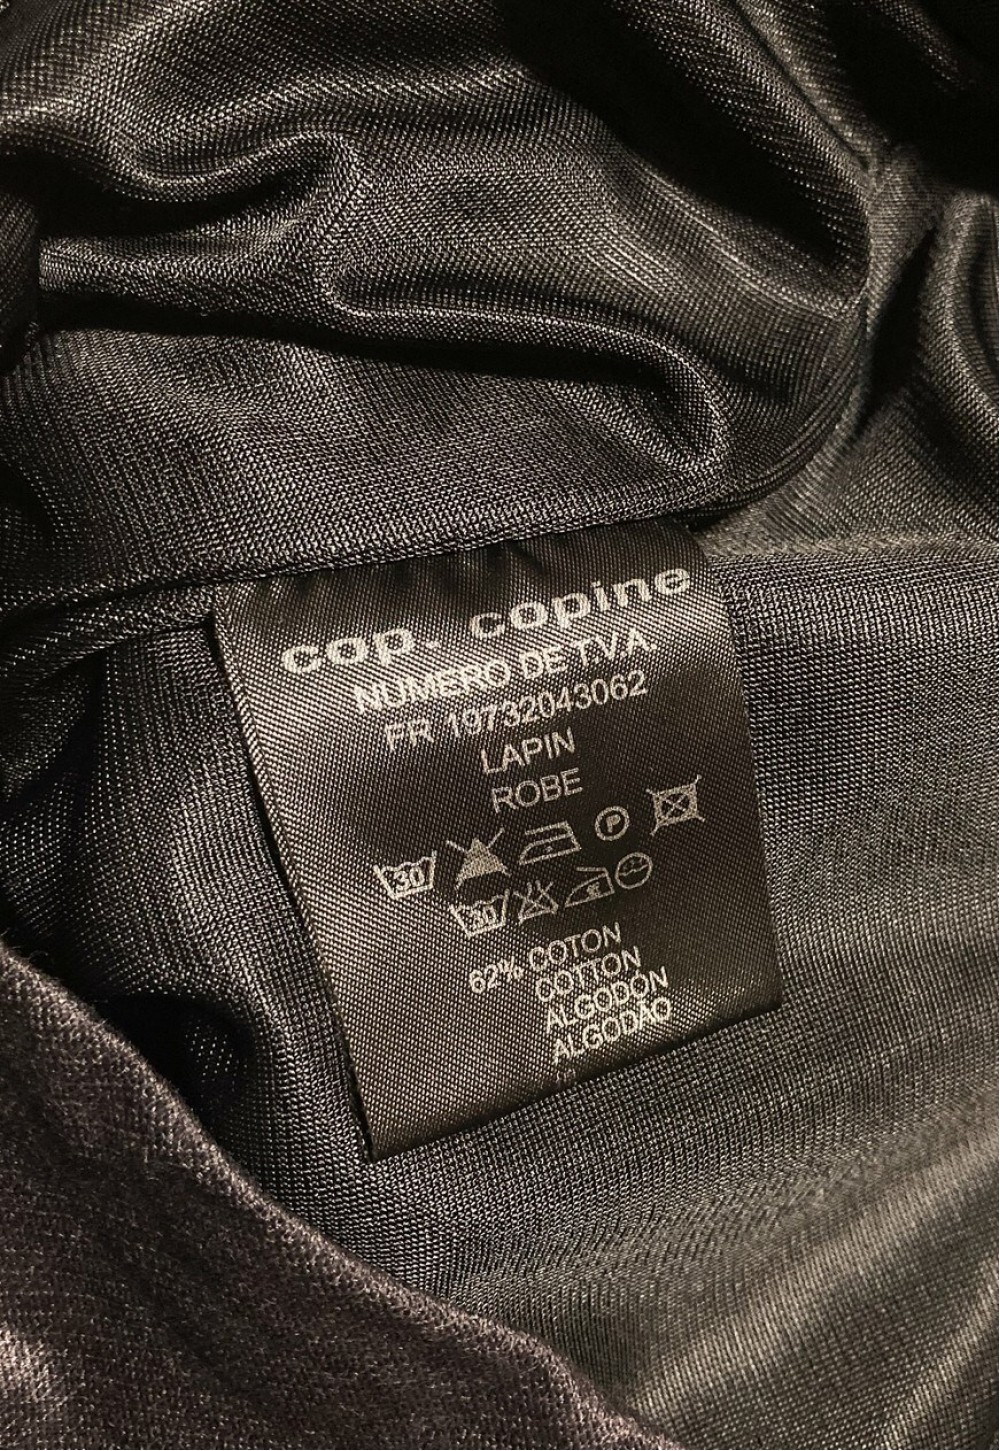 cop. copine
NUMERO DE T.V.A.
FR 19732043062
LAPIN
ROBE
30 P
30
62% COTON
COTTON
ALGODÓN
ALGODÃO